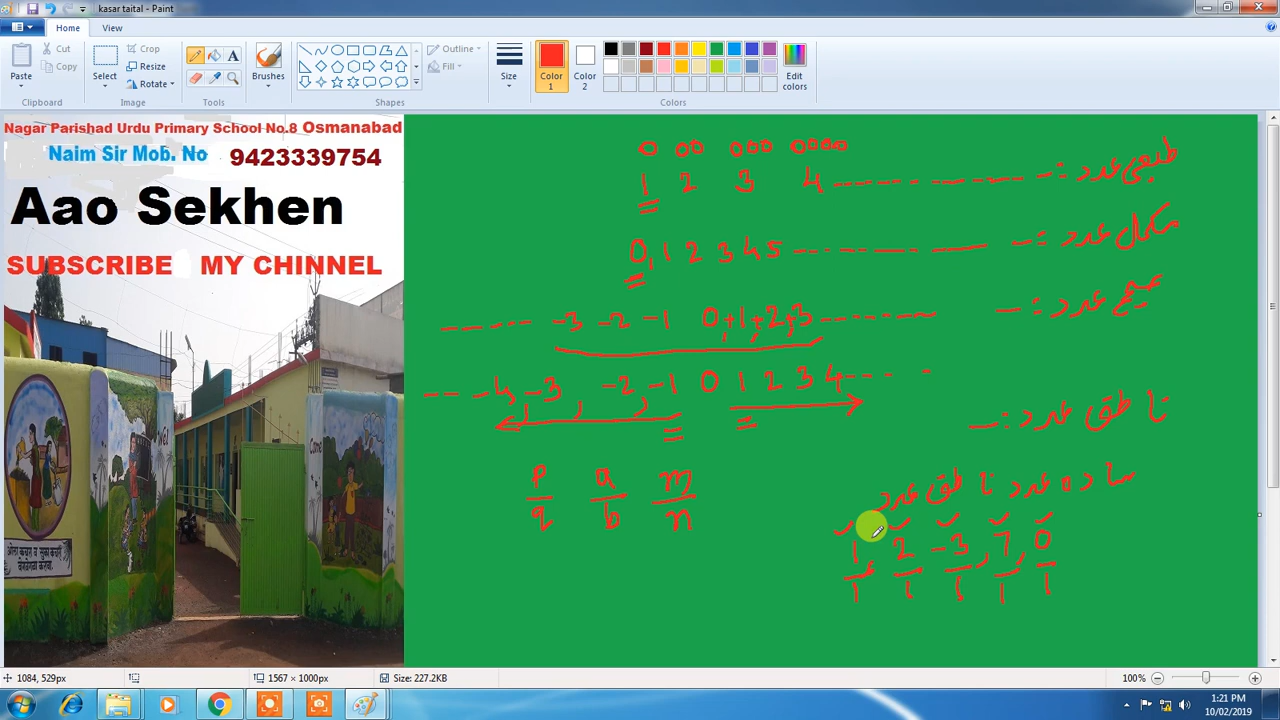 kasar taital - Paint
Home View
Paste Cut Copy Select Crop Resize Rotate Brushes Outline Fill Size Color 1 Color 2 Edit colors
Clipboard Image Tools Shapes Colors
Nagar Parishad Urdu Primary School No.8 Osmanabad
Naim Sir Mob. No 9423339754
Aao Sekhen
SUBSCRIBE MY CHINNEL
0 00 000 0000
طبعی عدد :- 1 2 3 4 --------
مکمل عدد :- 0, 1 2 3 4 5 --------
صحیح عدد :- ------ -3 -2 -1 0, +1, +2, +3 --------
--- -4 -3 -2 -1 0 1 2 3 4 ----
ناطق عدد :-
p/q a/b m/n
سادہ عدد ناطق عدد
1/1, 2/1 -3/1, 7/1, 0/1
1084, 529px 1567 × 1000px Size: 227.2KB 100%
1:21 PM
10/02/2019